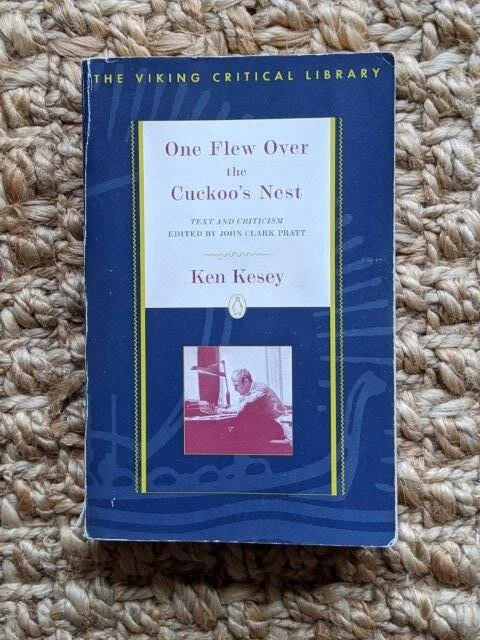 THE VIKING CRITICAL LIBRARY
One Flew Over
the
Cuckoo's Nest
TEXT AND CRITICISM
EDITED BY JOHN CLARK PRATT
Ken Kesey